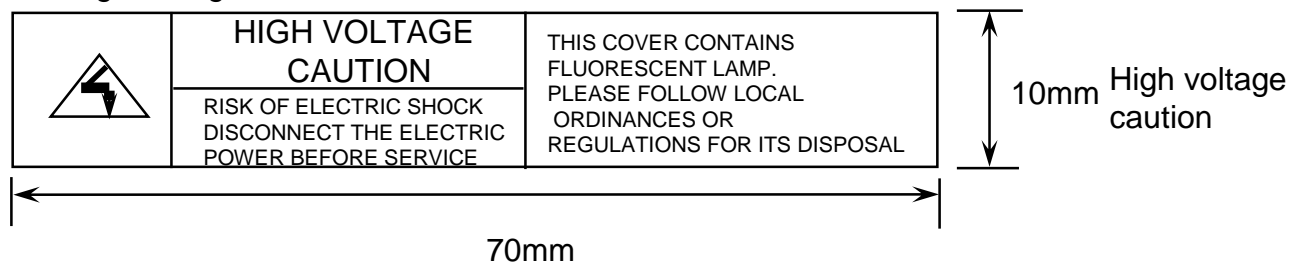 HIGH VOLTAGE
CAUTION
RISK OF ELECTRIC SHOCK
DISCONNECT THE ELECTRIC
POWER BEFORE SERVICE
THIS COVER CONTAINS
FLUORESCENT LAMP.
PLEASE FOLLOW LOCAL
ORDINANCES OR
REGULATIONS FOR ITS DISPOSAL
10mm
High voltage
caution
70mm